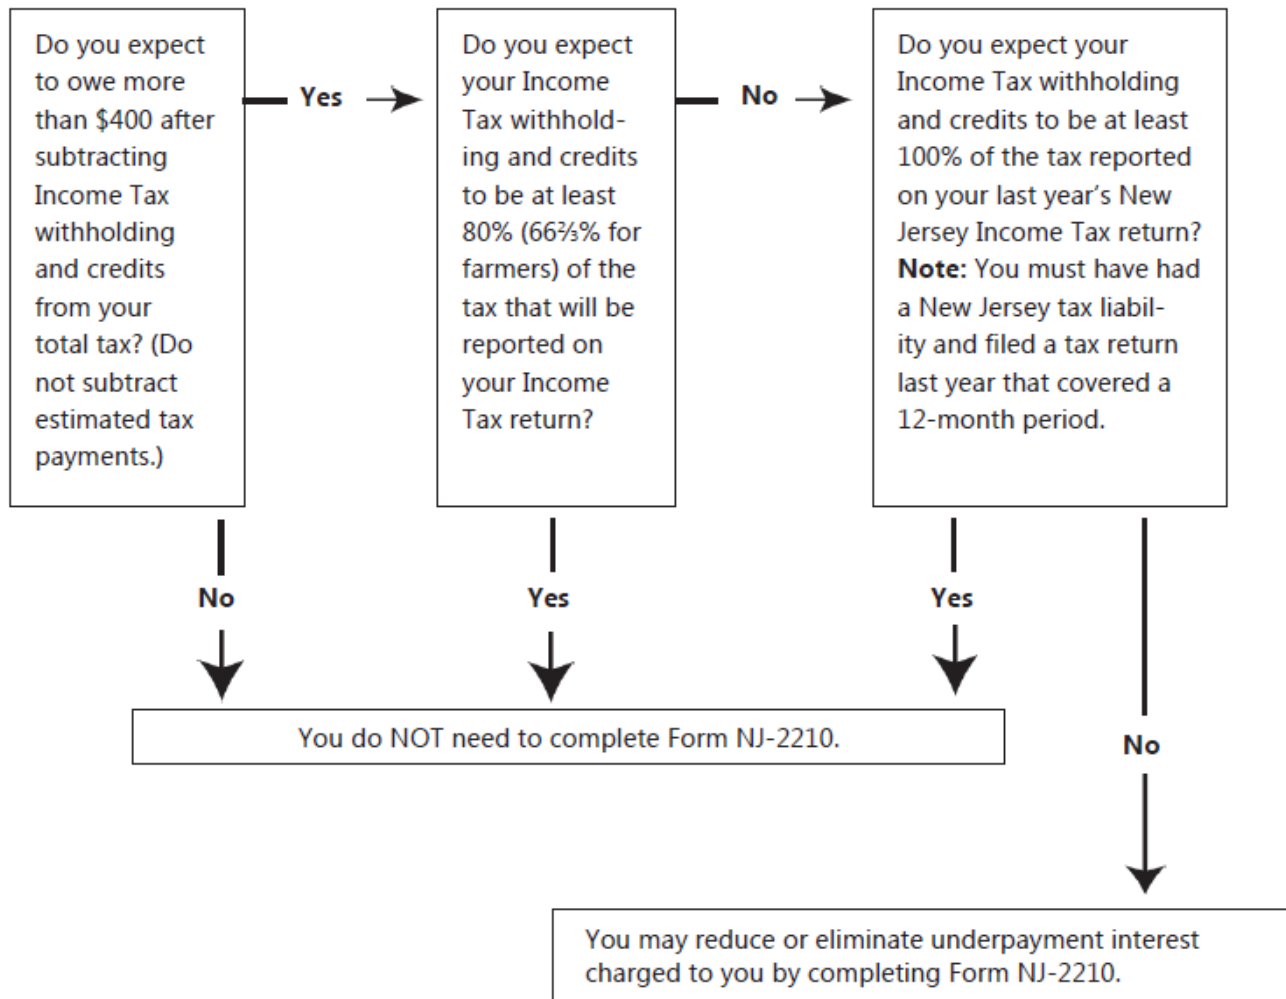 Do you expect
to owe more
than $400 after
subtracting
Income Tax
withholding
and credits
from your
total tax? (Do
not subtract
estimated tax
payments.)
Yes
Do you expect
your Income
Tax withhold-
ing and credits
to be at least
80% (66⅔% for
farmers) of the
tax that will be
reported on
your Income
Tax return?
No
Do you expect your
Income Tax withholding
and credits to be at least
100% of the tax reported
on your last year’s New
Jersey Income Tax return?
Note: You must have had
a New Jersey tax liabil-
ity and filed a tax return
last year that covered a
12-month period.
No
Yes
Yes
You do NOT need to complete Form NJ-2210.
No
You may reduce or eliminate underpayment interest
charged to you by completing Form NJ-2210.